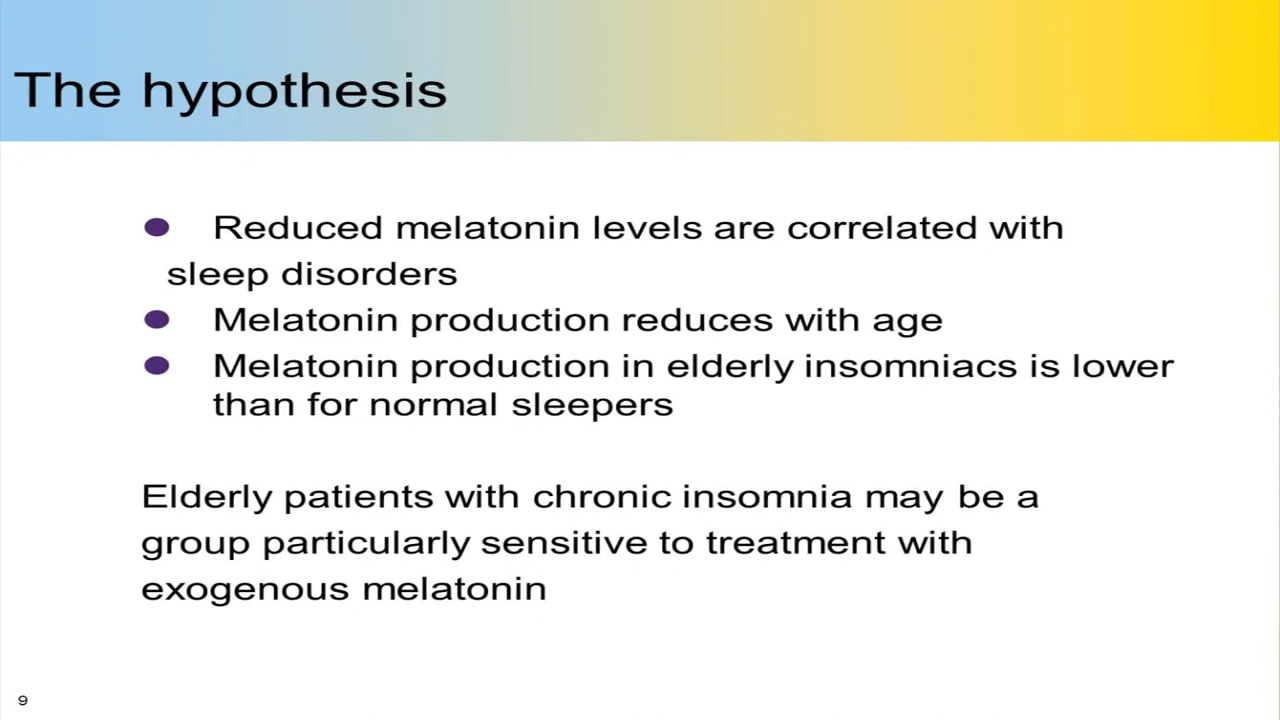 The hypothesis
● Reduced melatonin levels are correlated with
sleep disorders
● Melatonin production reduces with age
● Melatonin production in elderly insomniacs is lower
than for normal sleepers
Elderly patients with chronic insomnia may be a
group particularly sensitive to treatment with
exogenous melatonin
9